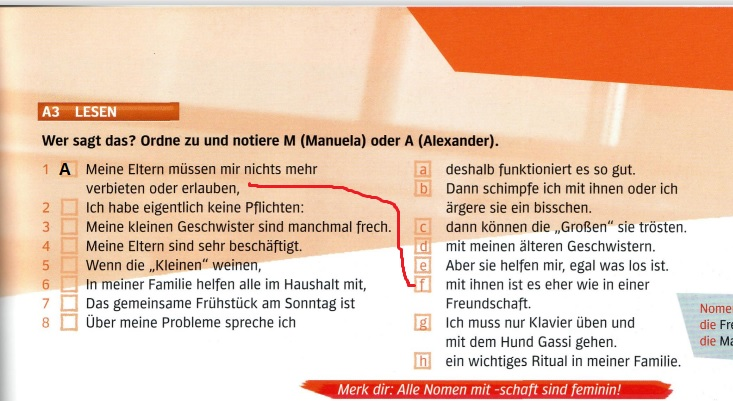 A3 LESEN
Wer sagt das? Ordne zu und notiere M (Manuela) oder A (Alexander).
1 A Meine Eltern müssen mir nichts mehr
verbieten oder erlauben,
2 Ich habe eigentlich keine Pflichten:
3 Meine kleinen Geschwister sind manchmal frech.
4 Meine Eltern sind sehr beschäftigt.
5 Wenn die „Kleinen" weinen,
6 In meiner Familie helfen alle im Haushalt mit,
7 Das gemeinsame Frühstück am Sonntag ist
8 Über meine Probleme spreche ich
a deshalb funktioniert es so gut.
b Dann schimpfe ich mit ihnen oder ich
ärgere sie ein bisschen.
c dann können die „Großen" sie trösten.
d mit meinen älteren Geschwistern.
e Aber sie helfen mir, egal was los ist.
f mit ihnen ist es eher wie in einer
Freundschaft.
g Ich muss nur Klavier üben und
mit dem Hund Gassi gehen.
h ein wichtiges Ritual in meiner Familie.
die
die
Merk dir: Alle Nomen mit -schaft sind feminin!